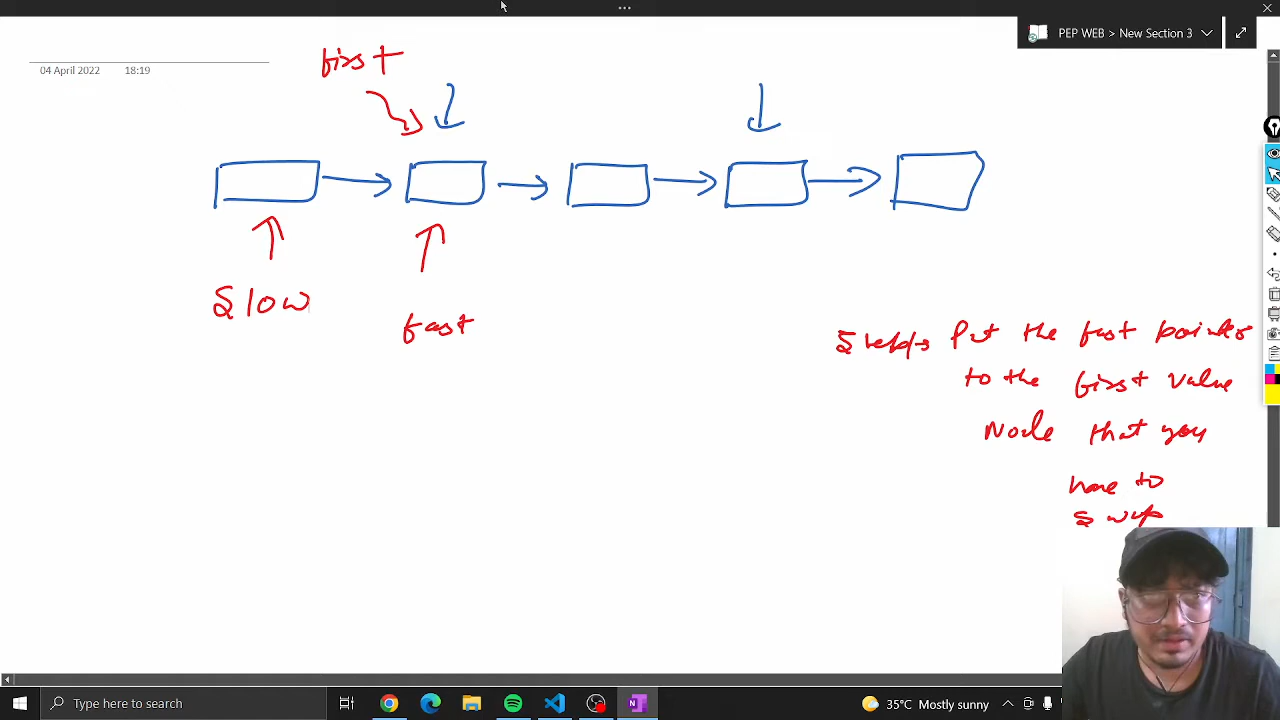 PEP WEB > New Section 3
04 April 2022 18:19
first
slow
fast
Put the fast pointer
to the first value
Node that you
have to
swap
Type here to search
35°C Mostly sunny